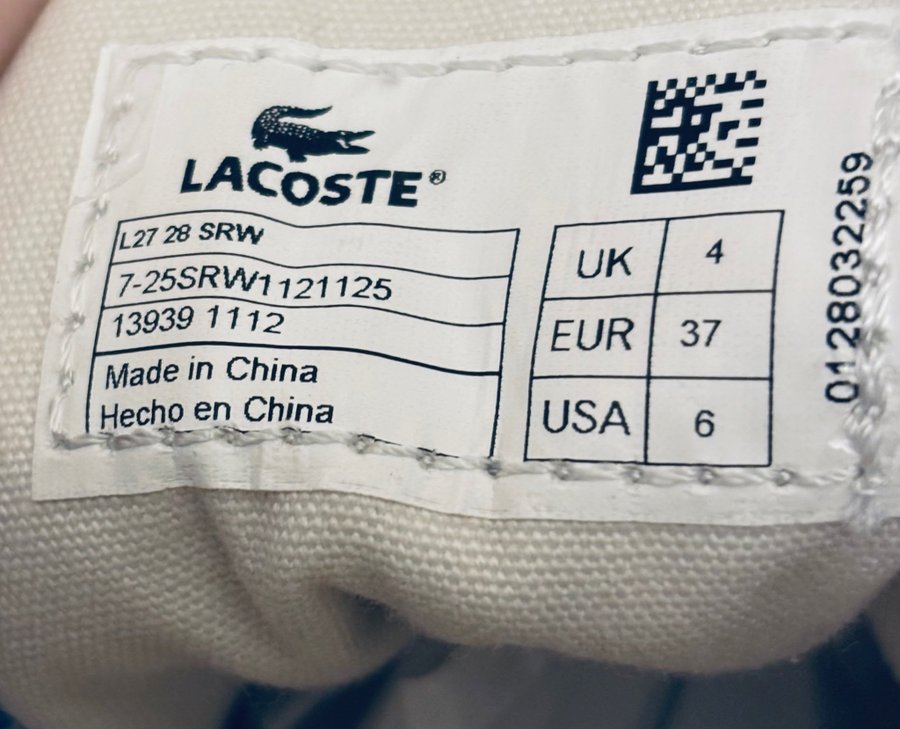 LACOSTE®
L27 28 SRW
7-25SRW1121125
13939 1112
Made in China
Hecho en China
UK 4
EUR 37
USA 6
0128032259